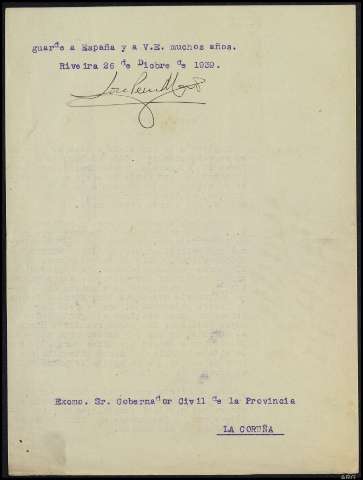 guarde a España y a V.E. muchos años.
Riveira 26 de Dicbre de 1939.
Excmo. Sr. Gobernador Civil de la Provincia
LA CORUÑA